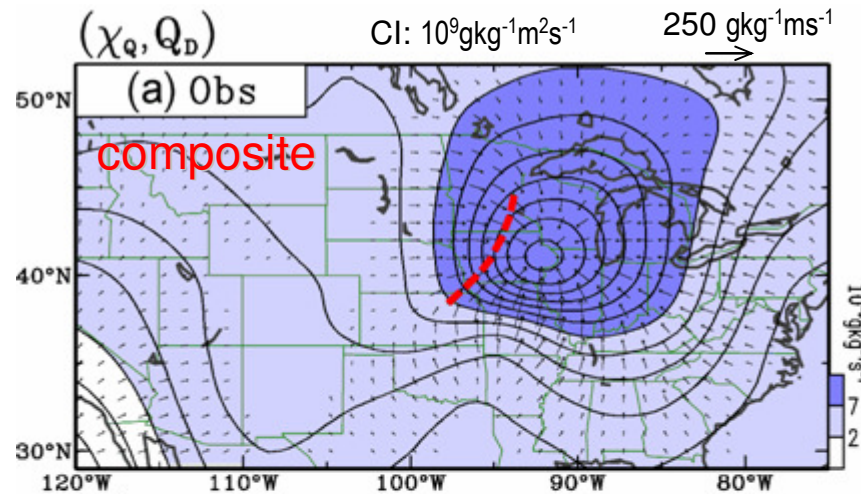 (χQ, QD) CI: 10⁹gkg⁻¹m²s⁻¹ 250 gkg⁻¹ms⁻¹
(a) Obs
composite
50°N
40°N
30°N
120°W 110°W 100°W 90°W 80°W
7
2